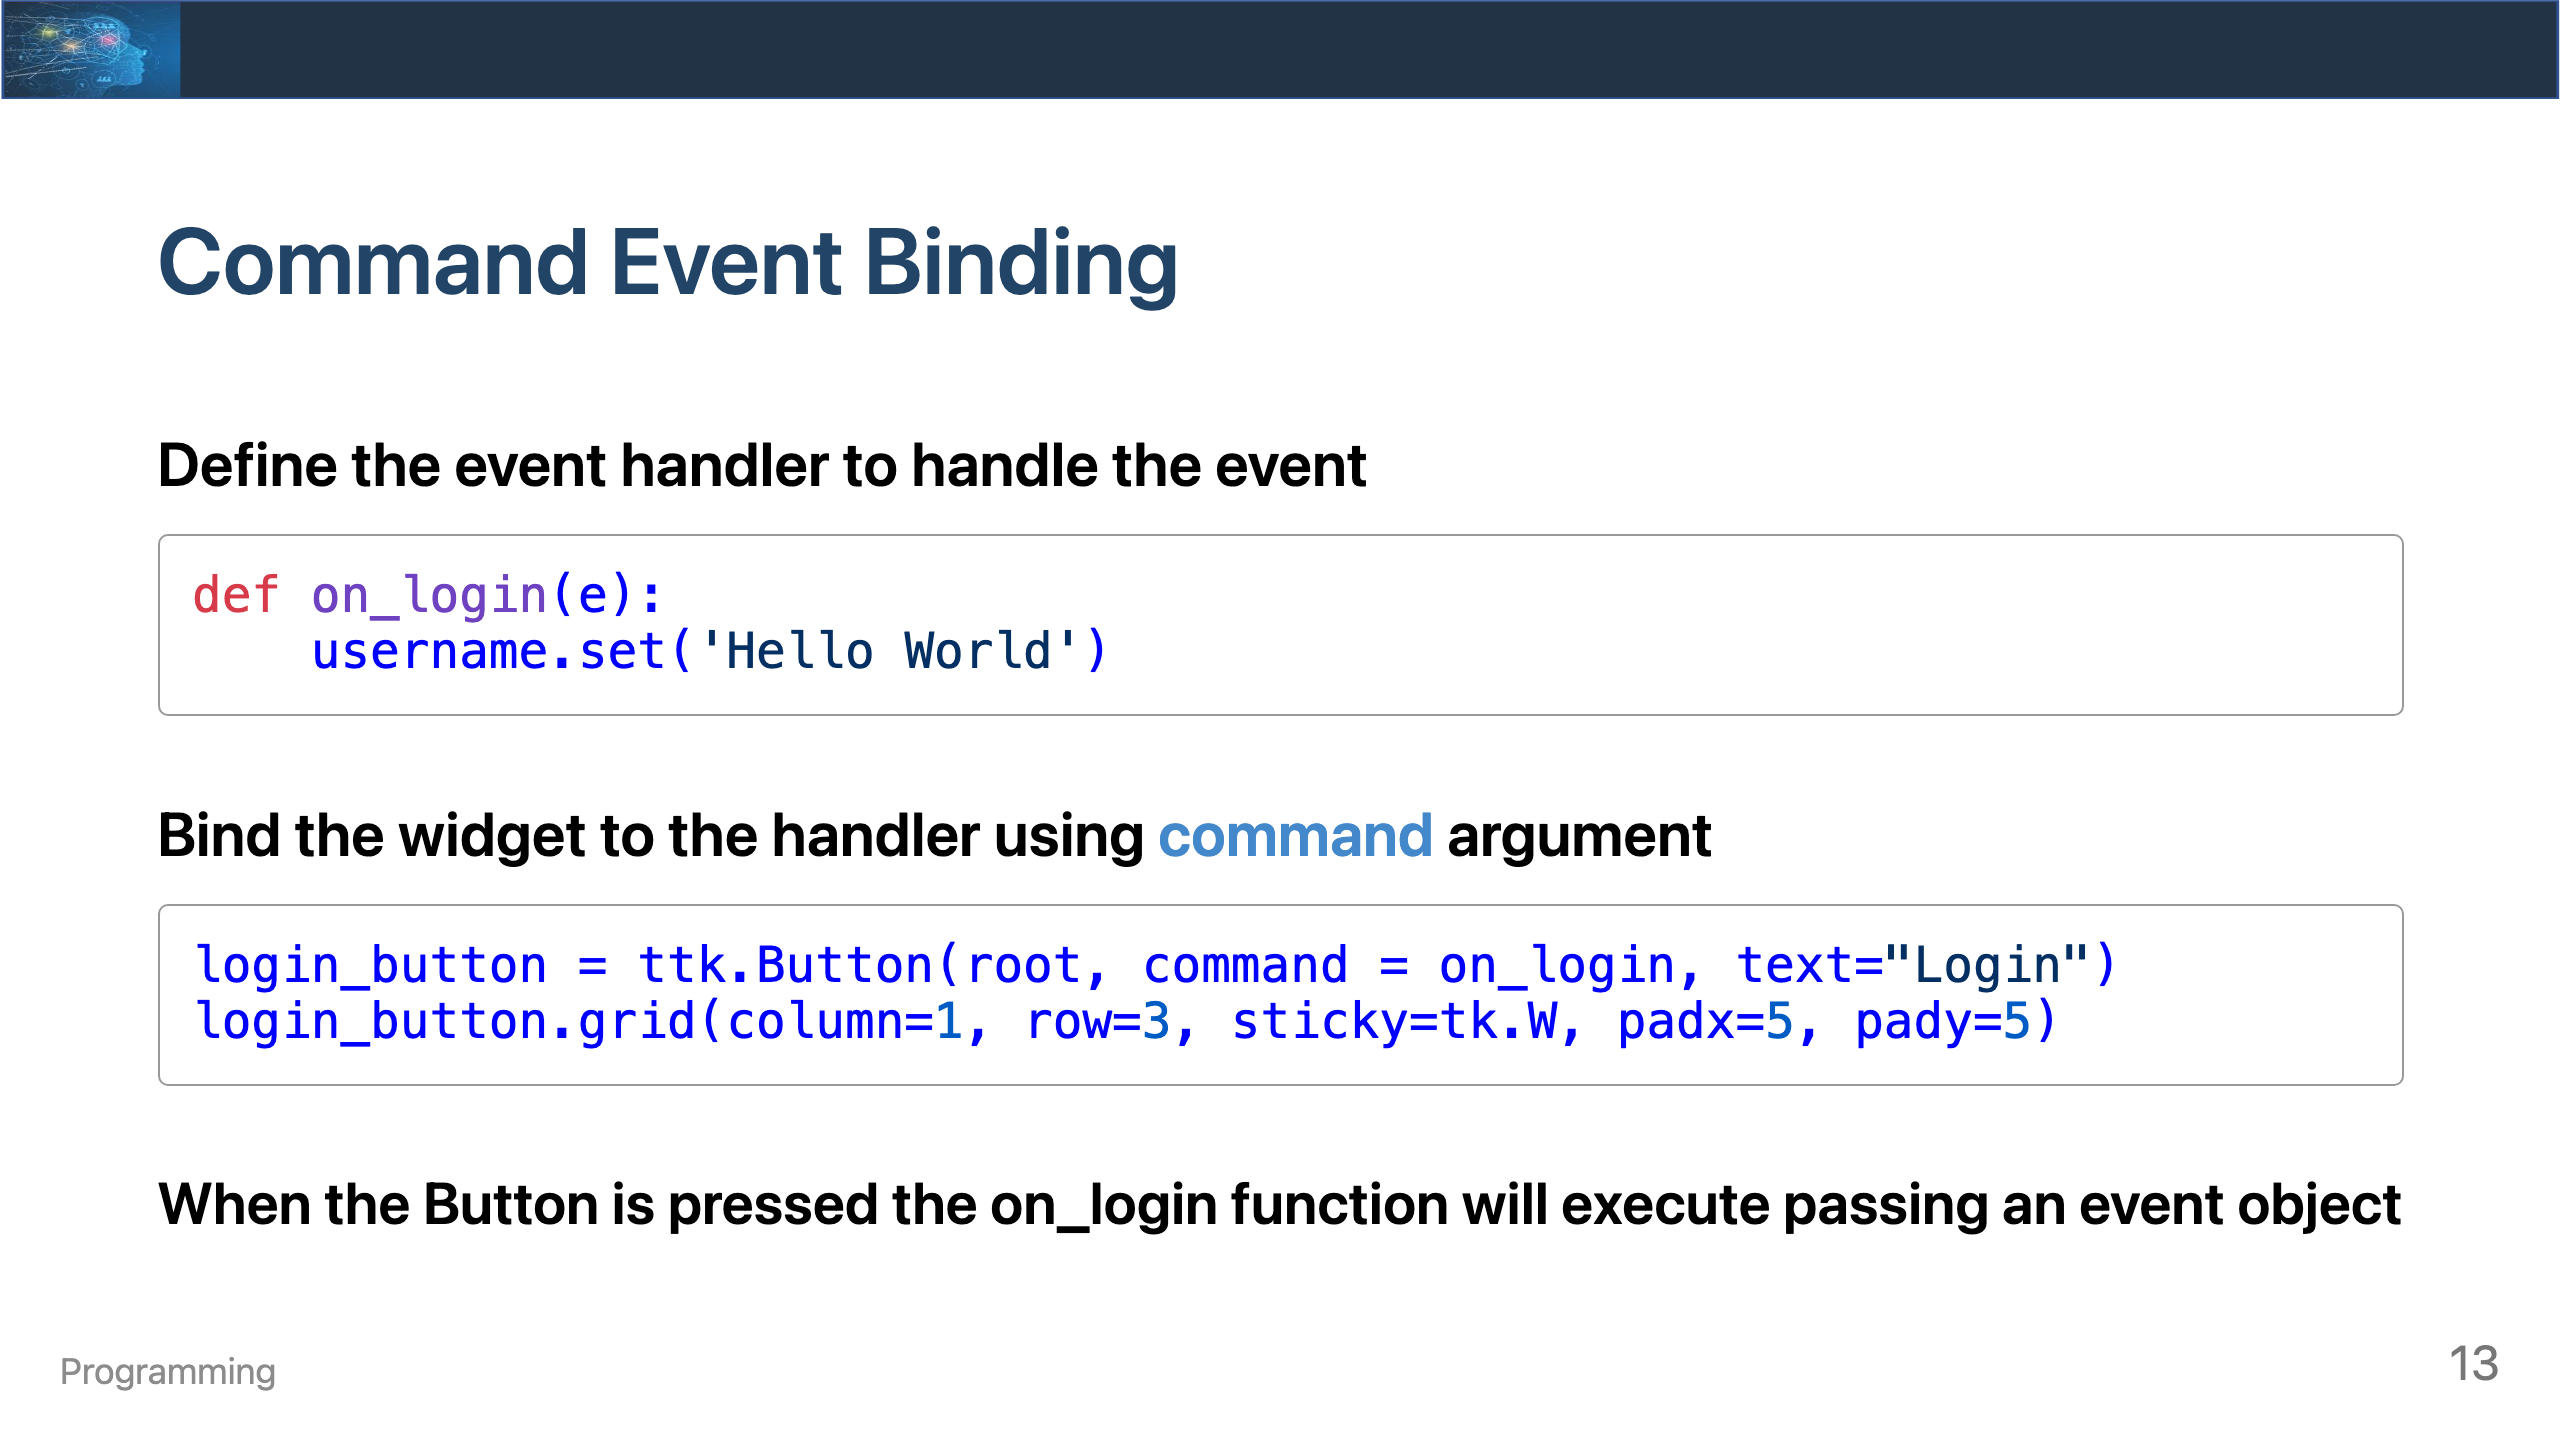 Command Event Binding
Define the event handler to handle the event
def on_login(e):
    username.set('Hello World')
Bind the widget to the handler using command argument
login_button = ttk.Button(root, command = on_login, text="Login")
login_button.grid(column=1, row=3, sticky=tk.W, padx=5, pady=5)
When the Button is pressed the on_login function will execute passing an event object
Programming
13